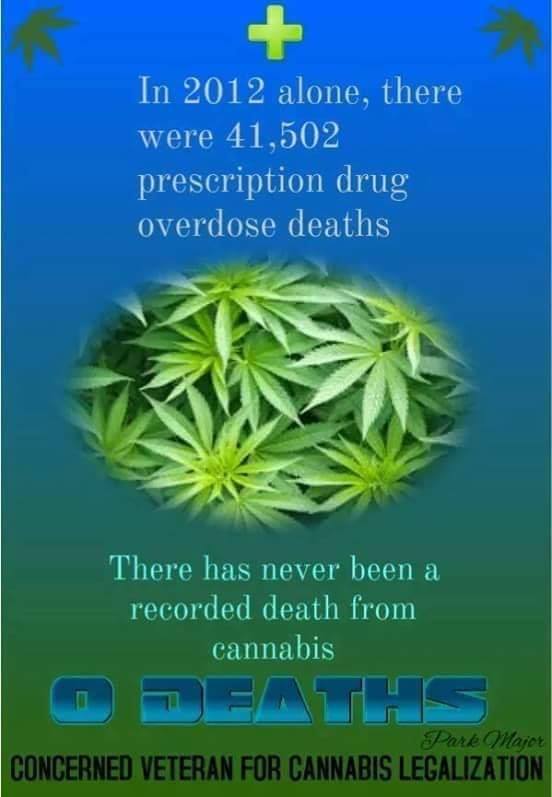 In 2012 alone, there
were 41,502
prescription drug
overdose deaths
There has never been a
recorded death from
cannabis
0 DEATHS
Park Major
CONCERNED VETERAN FOR CANNABIS LEGALIZATION